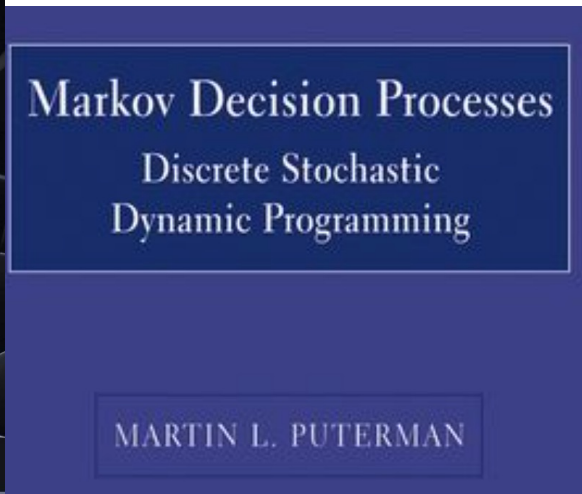 Markov Decision Processes
Discrete Stochastic
Dynamic Programming
MARTIN L. PUTERMAN